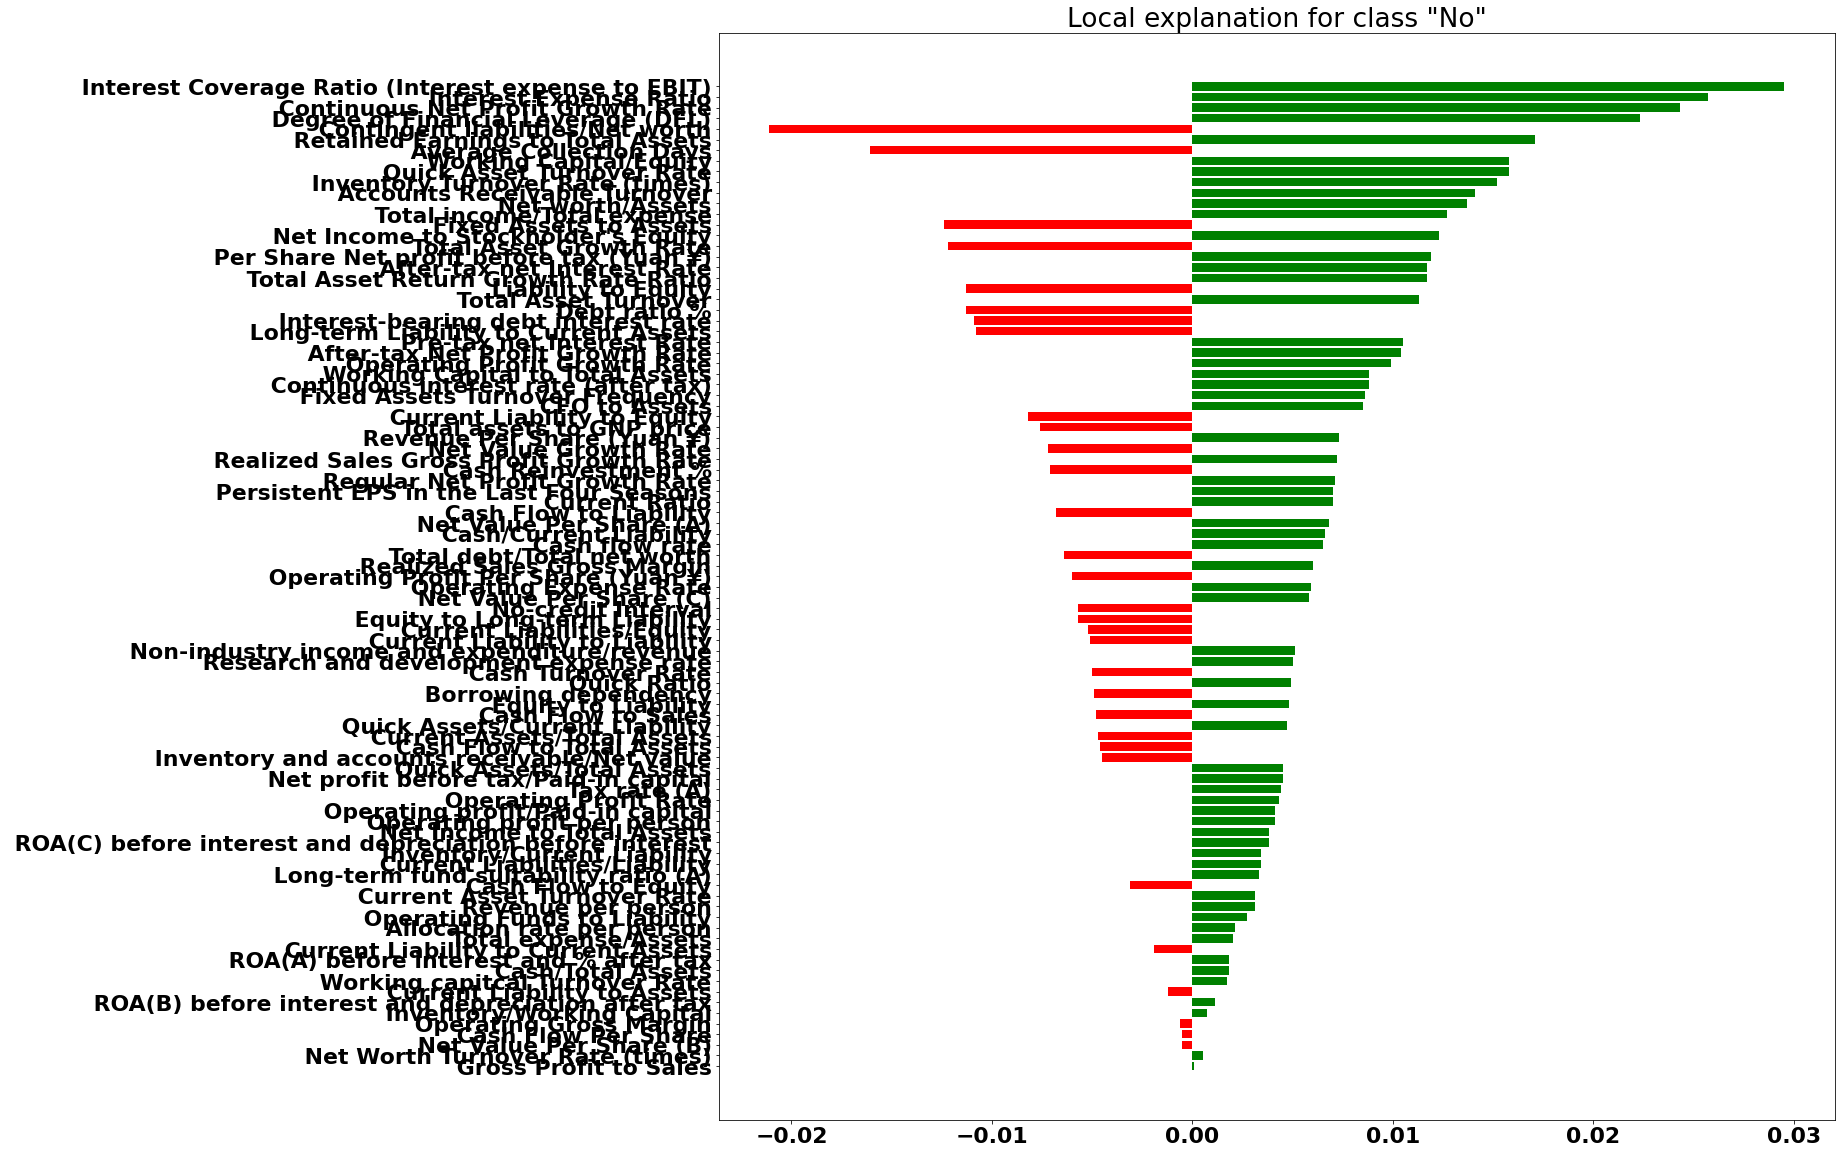 Local explanation for class "No"
Interest Coverage Ratio (Interest expense to EBIT)
Interest Expense Ratio
Continuous Net Profit Growth Rate
Degree of Financial Leverage (DFL)
Contingent liabilities/Net worth
Retained Earnings to Total Assets
Average Collection Days
Working Capital/Equity
Quick Asset Turnover Rate
Inventory Turnover Rate (times)
Accounts Receivable Turnover
Net worth/Assets
Total income/Total expense
Fixed Assets to Assets
Net Income to Stockholder's Equity
Total Asset Growth Rate
Per Share Net profit before tax (Yuan ¥)
After-tax net Interest Rate
Total Asset Return Growth Rate Ratio
Liability to Equity
Total Asset Turnover
Debt ratio %
Interest-bearing debt interest rate
Long-term Liability to Current Assets
Pre-tax net Interest Rate
After-tax Net Profit Growth Rate
Operating Profit Growth Rate
Working Capital to Total Assets
Continuous interest rate (after tax)
Fixed Assets Turnover Frequency
CFO to Assets
Current Liability to Equity
Total assets to GNP price
Revenue Per Share (Yuan ¥)
Net Value Growth Rate
Realized Sales Gross Profit Growth Rate
Cash Reinvestment %
Regular Net Profit Growth Rate
Persistent EPS in the Last Four Seasons
Current Ratio
Cash Flow to Liability
Net Value Per Share (A)
Cash/Current Liability
Cash flow rate
Total debt/Total net worth
Realized Sales Gross Margin
Operating Profit Per Share (Yuan ¥)
Operating Expense Rate
Net Value Per Share (C)
No-credit Interval
Equity to Long-term Liability
Current Liabilities/Equity
Current Liability to Liability
Non-industry income and expenditure/revenue
Research and development expense rate
Cash Turnover Rate
Quick Ratio
Borrowing dependency
Equity to Liability
Cash Flow to Sales
Quick Assets/Current Liability
Current Assets/Total Assets
Cash Flow to Total Assets
Inventory and accounts receivable/Net value
Quick Assets/Total Assets
Net profit before tax/Paid-in capital
Tax rate (A)
Operating Profit Rate
Operating profit/Paid-in capital
Operating profit per person
Net Income to Total Assets
ROA(C) before interest and depreciation before interest
Inventory/Current Liability
Current Liabilities/Liability
Long-term fund suitability ratio (A)
Cash Flow to Equity
Current Asset Turnover Rate
Revenue per person
Operating Funds to Liability
Allocation rate per person
Total expense/Assets
Current Liability to Current Assets
ROA(A) before interest and % after tax
Cash/Total Assets
Working capitcal Turnover Rate
Current Liability to Assets
ROA(B) before interest and depreciation after tax
Inventory/Working Capital
Operating Gross Margin
Cash Flow Per Share
Net Value Per Share (B)
Net Worth Turnover Rate (times)
Gross Profit to Sales
−0.02 −0.01 0.00 0.01 0.02 0.03